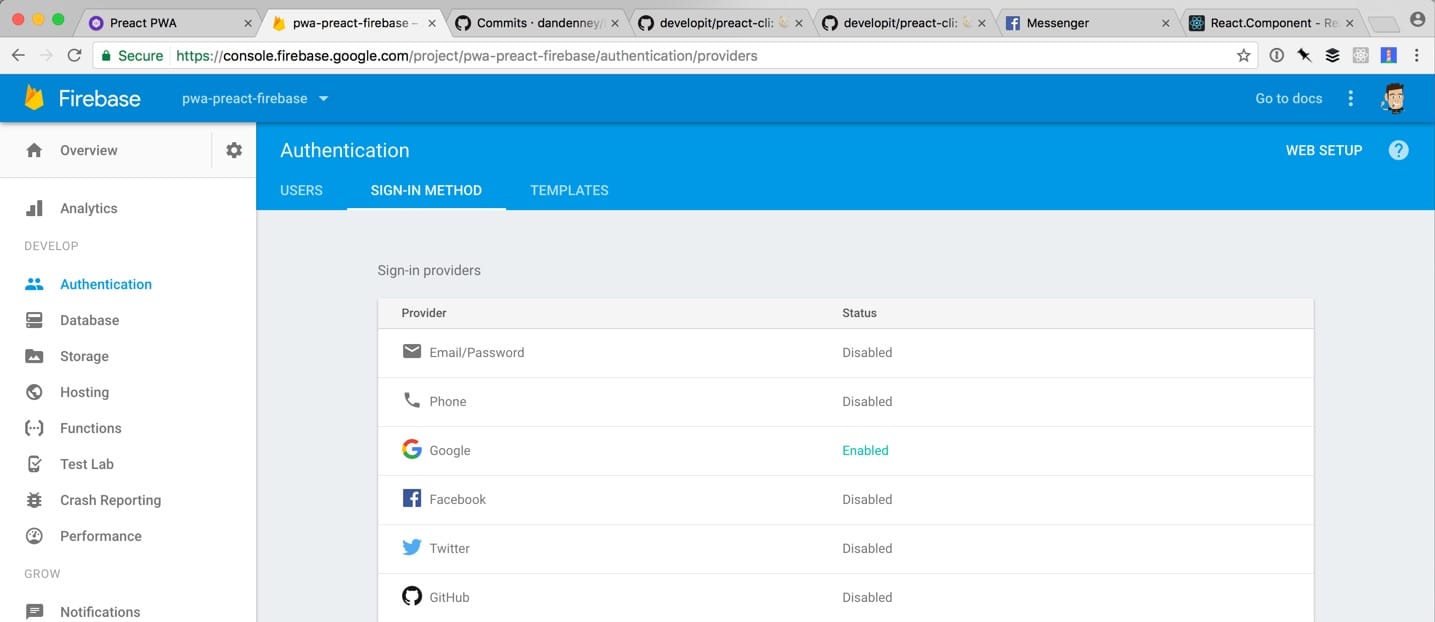 Preact PWA
pwa-preact-firebase –
Commits · dandenney/
developit/preact-cli:
developit/preact-cli:
Messenger
React.Component - Re
Secure https://console.firebase.google.com/project/pwa-preact-firebase/authentication/providers
Firebase pwa-preact-firebase Go to docs
Overview
Authentication WEB SETUP ?
USERS SIGN-IN METHOD TEMPLATES
Analytics
DEVELOP
Authentication
Database
Storage
Hosting
Functions
Test Lab
Crash Reporting
Performance
GROW
Notifications
Sign-in providers
Provider Status
Email/Password Disabled
Phone Disabled
Google Enabled
Facebook Disabled
Twitter Disabled
GitHub Disabled